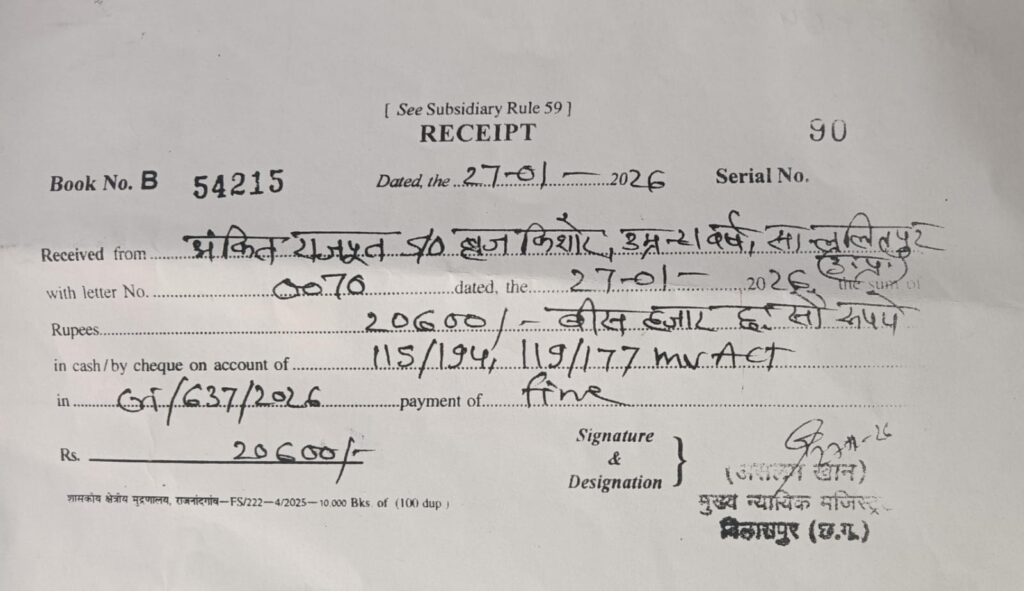 [ See Subsidiary Rule 59 ]
RECEIPT
90
Book No. B 54215 Dated, the 27-01- 2026 Serial No.
Received from अंकित राजपूत S/o ब्रज किशोर, उम्र वर्ष, सा ललितपुर
(उ.प्र.)
with letter No. 0070 dated, the 27-01- 2026 the sum of
Rupees 20600/- बीस हजार छः सौ रूपये
in cash/by cheque on account of 115/194, 119/177 mv ACT
in Cri/637/2026 payment of fine
Rs. 20600/-
Signature
&
Designation
(असलम खान)
मुख्य न्यायिक मजिस्ट्रेट
बिलासपुर (छ.ग.)
शासकीय क्षेत्रीय मुद्रणालय, राजनांदगांव—FS/222—4/2025—10,000 Bks. of (100 dup )